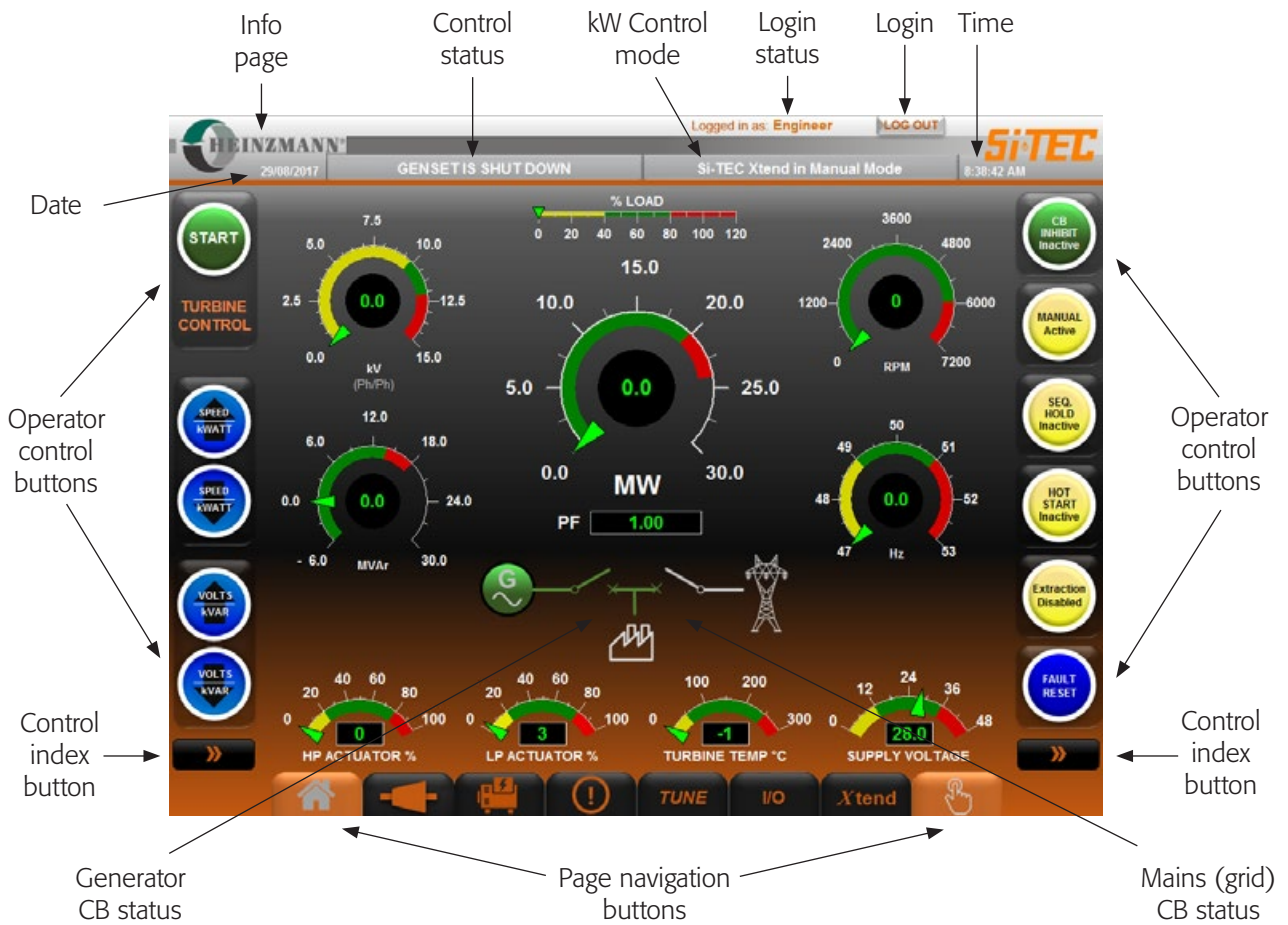 Info
page
Control
status
kW Control
mode
Login
status
Login
Time
HEINZMANN®
Logged in as: Engineer
LOG OUT
Si·TEC
29/08/2017
GENSET IS SHUT DOWN
Si-TEC Xtend in Manual Mode
8:38:42 AM
Date
START
TURBINE
CONTROL
0.0
2.5
5.0
7.5
10.0
12.5
15.0
0.0
kV
(Ph/Ph)
% LOAD
0 20 40 60 80 100 120
0.0
5.0
10.0
15.0
20.0
25.0
30.0
0.0
MW
PF 1.00
0
1200
2400
3600
4800
6000
7200
0
RPM
CB
INHIBIT
Inactive
MANUAL
Active
Operator
control
buttons
SPEED
kWATT
SPEED
kWATT
- 6.0
0.0
6.0
12.0
18.0
24.0
30.0
0.0
MVAr
47
48
49
50
51
52
53
0.0
Hz
SEQ.
HOLD
Inactive
HOT
START
Inactive
Operator
control
buttons
VOLTS
kVAR
VOLTS
kVAR
G
Extraction
Disabled
FAULT
RESET
Control
index
button
»
0 20 40 60 80 100
0
HP ACTUATOR %
0 20 40 60 80 100
3
LP ACTUATOR %
0 100 200 300
-1
TURBINE TEMP °C
0 12 24 36 48
26.0
SUPPLY VOLTAGE
»
Control
index
button
TUNE
I/O
Xtend
Generator
CB status
Page navigation
buttons
Mains (grid)
CB status